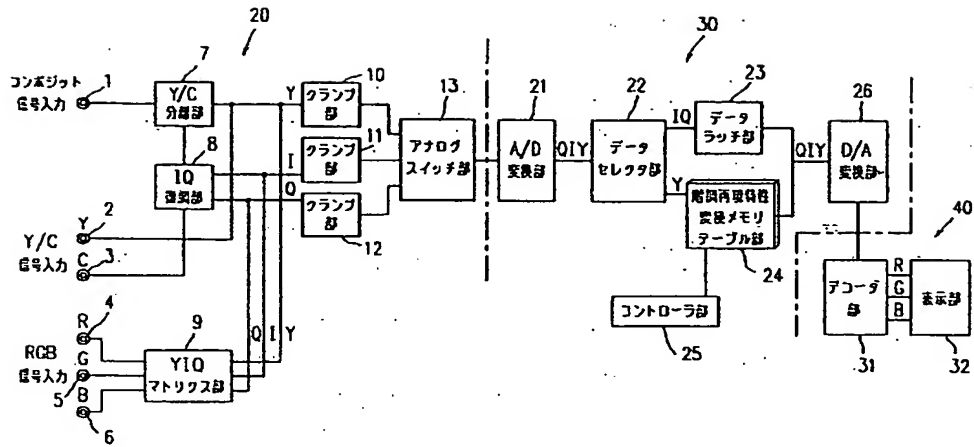 20
30
40
コンポジット
信号入力
1
7
Y/C
分離部
8
IQ
復調部
2
Y
Y/C
信号入力
C
3
4
R
RGB
G
信号入力
5
B
6
9
YIQ
マトリクス部
Q I Y
Y
10
クランプ
部
I
11
クランプ
部
Q
クランプ
部
12
13
アナログ
スイッチ部
21
A/D
変換部
QIY
22
データ
セレクタ部
IQ
23
データ
ラッチ部
Y
階調再現特性
変換メモリ
テーブル部
24
コントローラ部
25
QIY
26
D/A
変換部
デコーダ
部
31
R
G
B
表示部
32